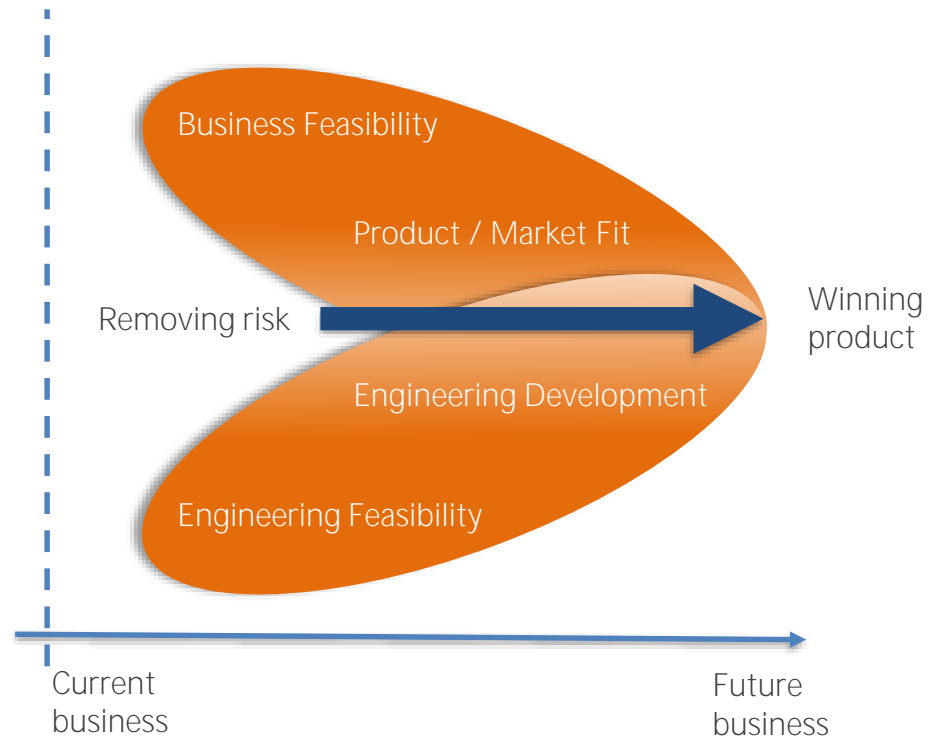 Business Feasibility
Product / Market Fit
Removing risk
Winning
product
Engineering Development
Engineering Feasibility
Current
business
Future
business